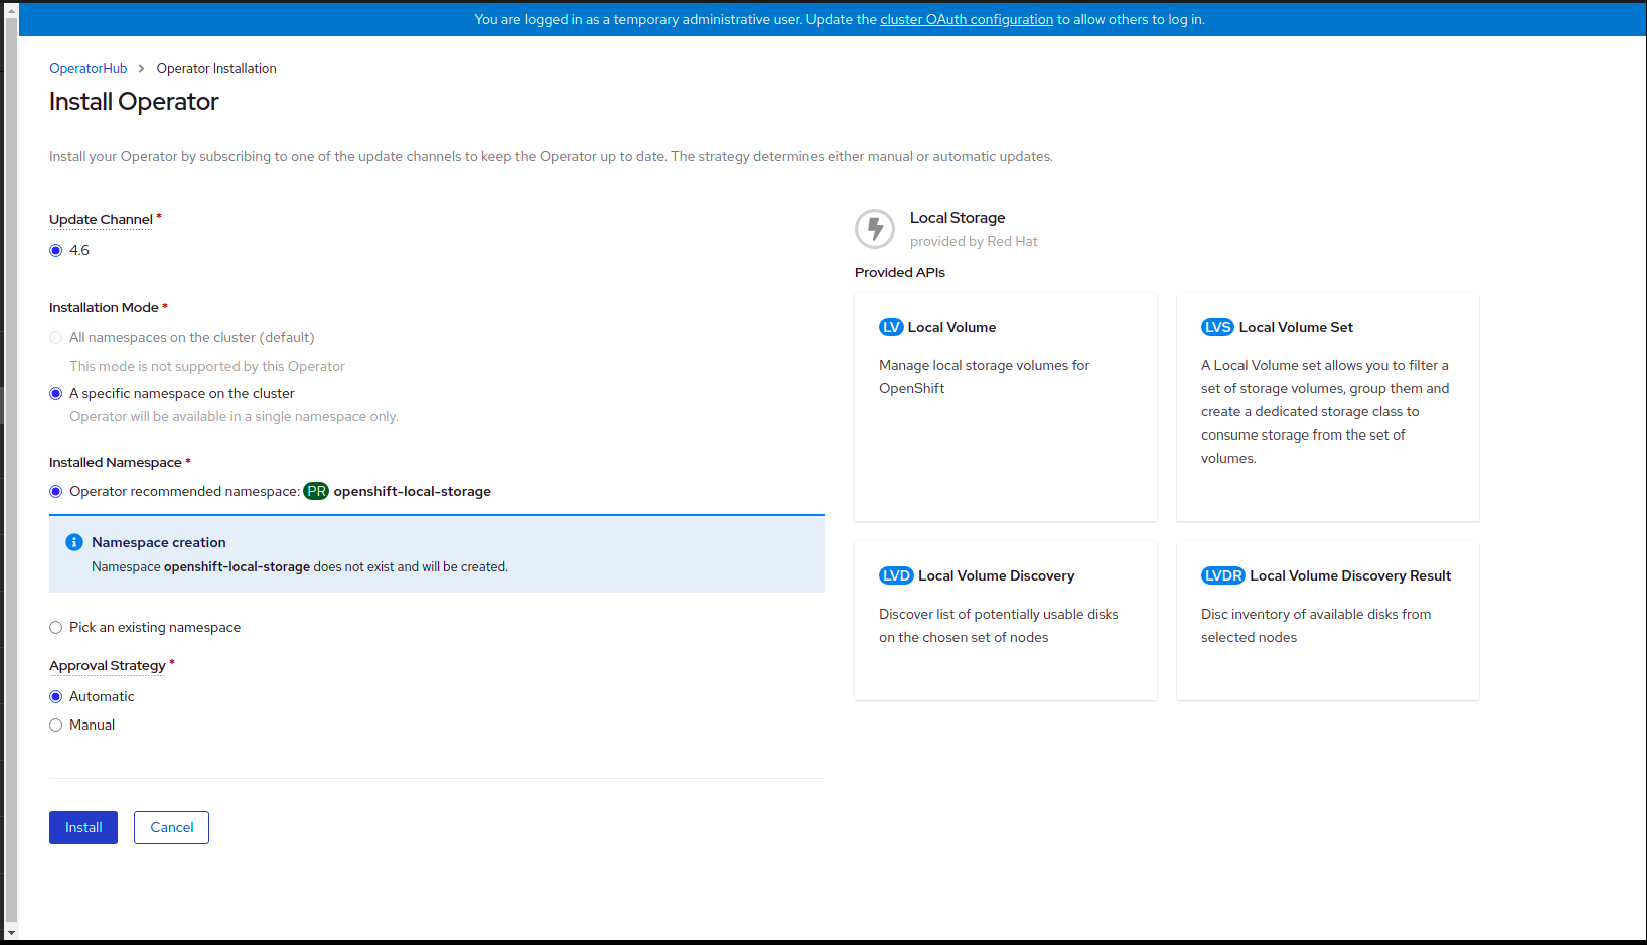 You are logged in as a temporary administrative user. Update the cluster OAuth configuration to allow others to log in.
OperatorHub > Operator Installation
Install Operator
Install your Operator by subscribing to one of the update channels to keep the Operator up to date. The strategy determines either manual or automatic updates.
Update Channel *
4.6
Installation Mode *
All namespaces on the cluster (default)
This mode is not supported by this Operator
A specific namespace on the cluster
Operator will be available in a single namespace only.
Installed Namespace *
Operator recommended namespace: PR openshift-local-storage
Namespace creation
Namespace openshift-local-storage does not exist and will be created.
Pick an existing namespace
Approval Strategy *
Automatic
Manual
Install Cancel
Local Storage
provided by Red Hat
Provided APIs
LV Local Volume
Manage local storage volumes for
OpenShift
LVS Local Volume Set
A Local Volume set allows you to filter a
set of storage volumes, group them and
create a dedicated storage class to
consume storage from the set of
volumes.
LVD Local Volume Discovery
Discover list of potentially usable disks
on the chosen set of nodes
LVDR Local Volume Discovery Result
Disc inventory of available disks from
selected nodes